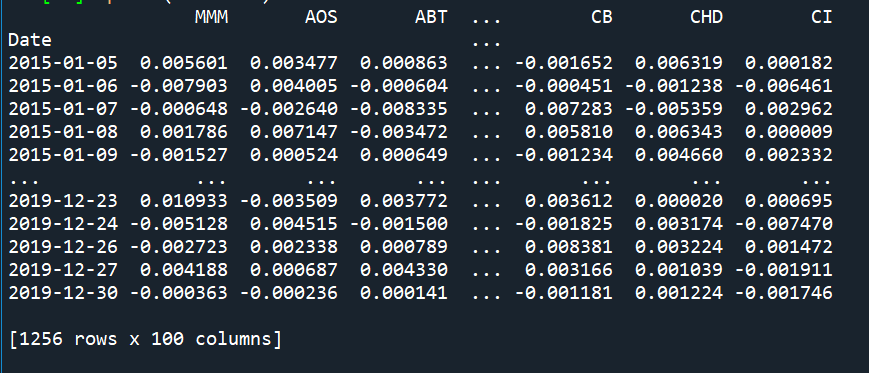 MMM AOS ABT ... CB CHD CI
Date ...
2015-01-05 0.005601 0.003477 0.000863 ... -0.001652 0.006319 0.000182
2015-01-06 -0.007903 0.004005 -0.000604 ... -0.000451 -0.001238 -0.006461
2015-01-07 -0.000648 -0.002640 -0.008335 ... 0.007283 -0.005359 0.002962
2015-01-08 0.001786 0.007147 -0.003472 ... 0.005810 0.006343 0.000009
2015-01-09 -0.001527 0.000524 0.000649 ... -0.001234 0.004660 0.002332
... ... ... ... ... ... ... ...
2019-12-23 0.010933 -0.003509 0.003772 ... 0.003612 0.000020 0.000695
2019-12-24 -0.005128 0.004515 -0.001500 ... -0.001825 0.003174 -0.007470
2019-12-26 -0.002723 0.002338 0.000789 ... 0.008381 0.003224 0.001472
2019-12-27 0.004188 0.000687 0.004330 ... 0.003166 0.001039 -0.001911
2019-12-30 -0.000363 -0.000236 0.000141 ... -0.001181 0.001224 -0.001746
[1256 rows x 100 columns]